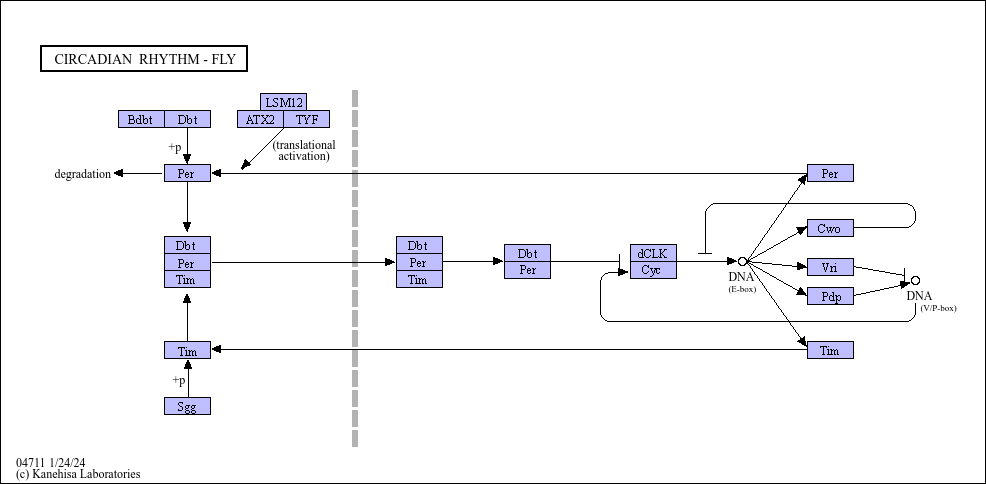 CIRCADIAN RHYTHM - FLY
LSM12
Bdbt Dbt
ATX2 TYF
+p
(translational
activation)
degradation
Per
Per
Dbt
Per
Tim
Dbt
Per
Tim
Dbt
Per
dCLK
Cyc
DNA
(E-box)
Cwo
Vri
Pdp
DNA
(V/P-box)
Tim
Tim
+p
Sgg
04711 1/24/24
(c) Kanehisa Laboratories